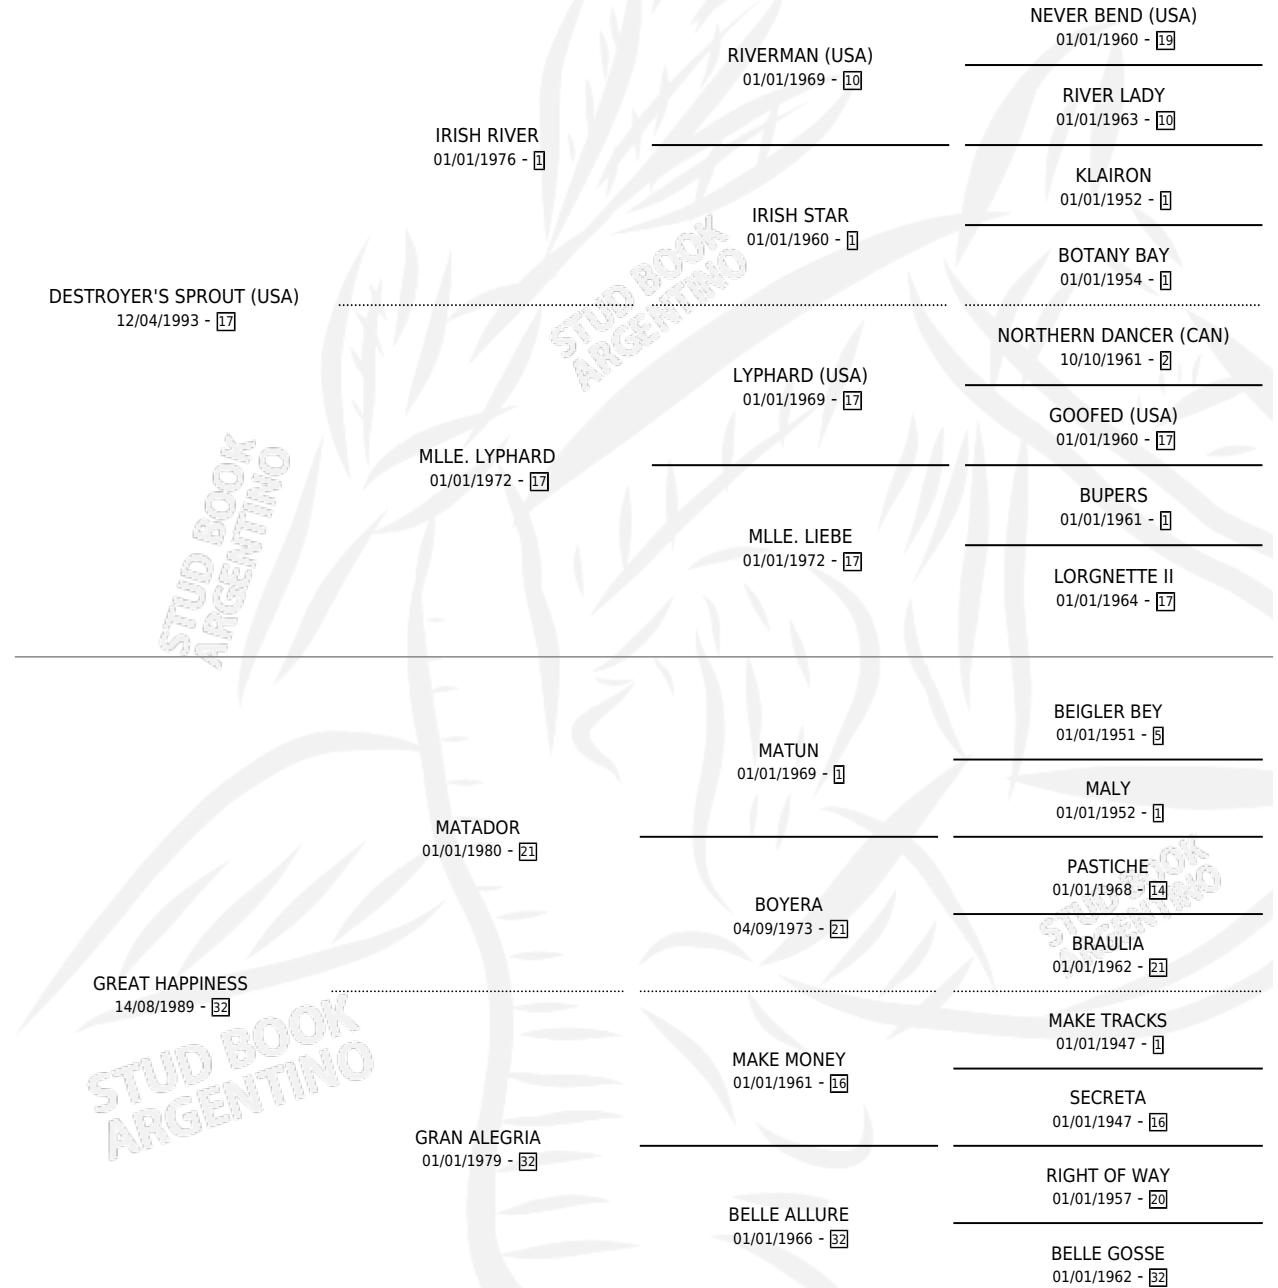 NEVER BEND (USA)
01/01/1960 - 19
RIVERMAN (USA)
01/01/1969 - 10
RIVER LADY
01/01/1963 - 10
IRISH RIVER
01/01/1976 - 1
KLAIRON
01/01/1952 - 1
IRISH STAR
01/01/1960 - 1
BOTANY BAY
01/01/1954 - 1
DESTROYER'S SPROUT (USA)
12/04/1993 - 17
NORTHERN DANCER (CAN)
10/10/1961 - 2
LYPHARD (USA)
01/01/1969 - 17
GOOFED (USA)
01/01/1960 - 17
MLLE. LYPHARD
01/01/1972 - 17
BUPERS
01/01/1961 - 1
MLLE. LIEBE
01/01/1972 - 17
LORGNETTE II
01/01/1964 - 17
STUD BOOK
ARGENTINO
STUD BOOK
ARGENTINO
BEIGLER BEY
01/01/1951 - 5
MATUN
01/01/1969 - 1
MALY
01/01/1952 - 1
MATADOR
01/01/1980 - 21
PASTICHE
01/01/1968 - 14
BOYERA
04/09/1973 - 21
BRAULIA
01/01/1962 - 21
GREAT HAPPINESS
14/08/1989 - 32
MAKE TRACKS
01/01/1947 - 1
MAKE MONEY
01/01/1961 - 16
SECRETA
01/01/1947 - 16
GRAN ALEGRIA
01/01/1979 - 32
RIGHT OF WAY
01/01/1957 - 20
BELLE ALLURE
01/01/1966 - 32
BELLE GOSSE
01/01/1962 - 32
STUD BOOK
ARGENTINO
STUD BOOK
ARGENTINO